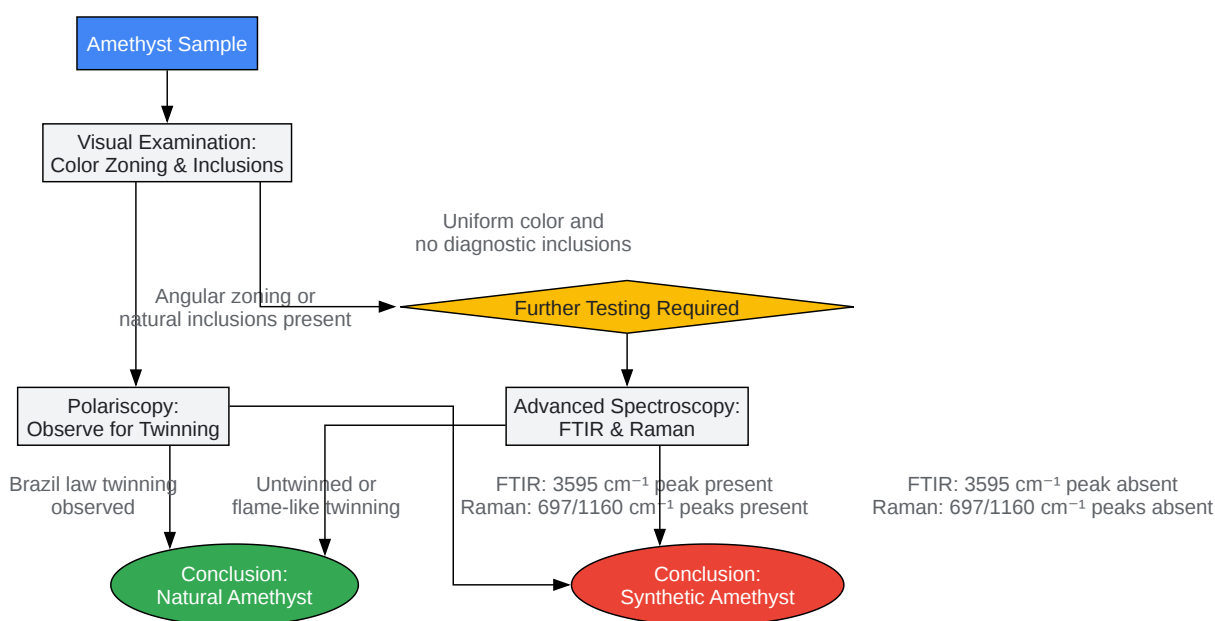 Amethyst Sample
Visual Examination:
Color Zoning & Inclusions
Uniform color and
no diagnostic inclusions
Angular zoning or
natural inclusions present
Further Testing Required
Polariscopy:
Observe for Twinning
Advanced Spectroscopy:
FTIR & Raman
Brazil law twinning
observed
Untwinned or
flame-like twinning
FTIR: 3595 cm⁻¹ peak present
Raman: 697/1160 cm⁻¹ peaks present
FTIR: 3595 cm⁻¹ peak absent
Raman: 697/1160 cm⁻¹ peaks absent
Conclusion:
Natural Amethyst
Conclusion:
Synthetic Amethyst